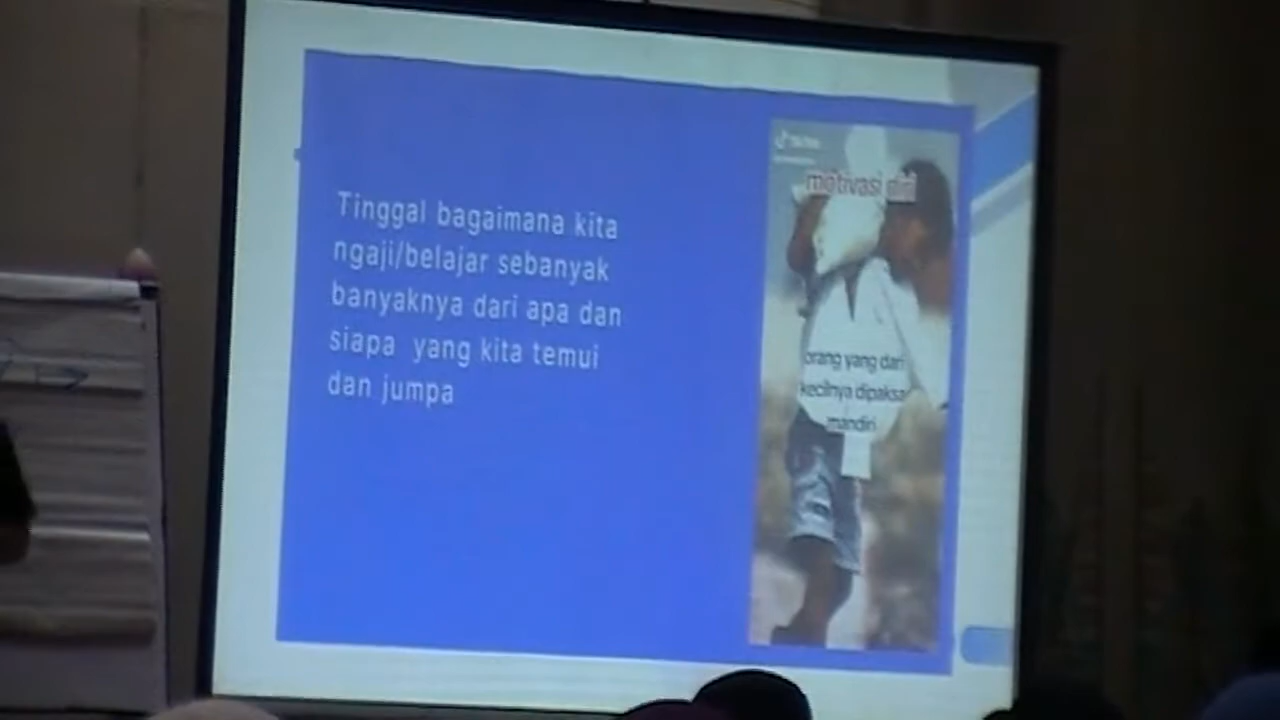 Tinggal bagaimana kita
ngaji/belajar sebanyak
banyaknya dari apa dan
siapa yang kita temui
dan jumpa
TikTok
motivasi diri
orang yang dari
kecilnya dipaksa
mandiri